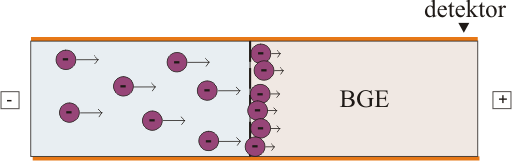 detektor
- BGE +